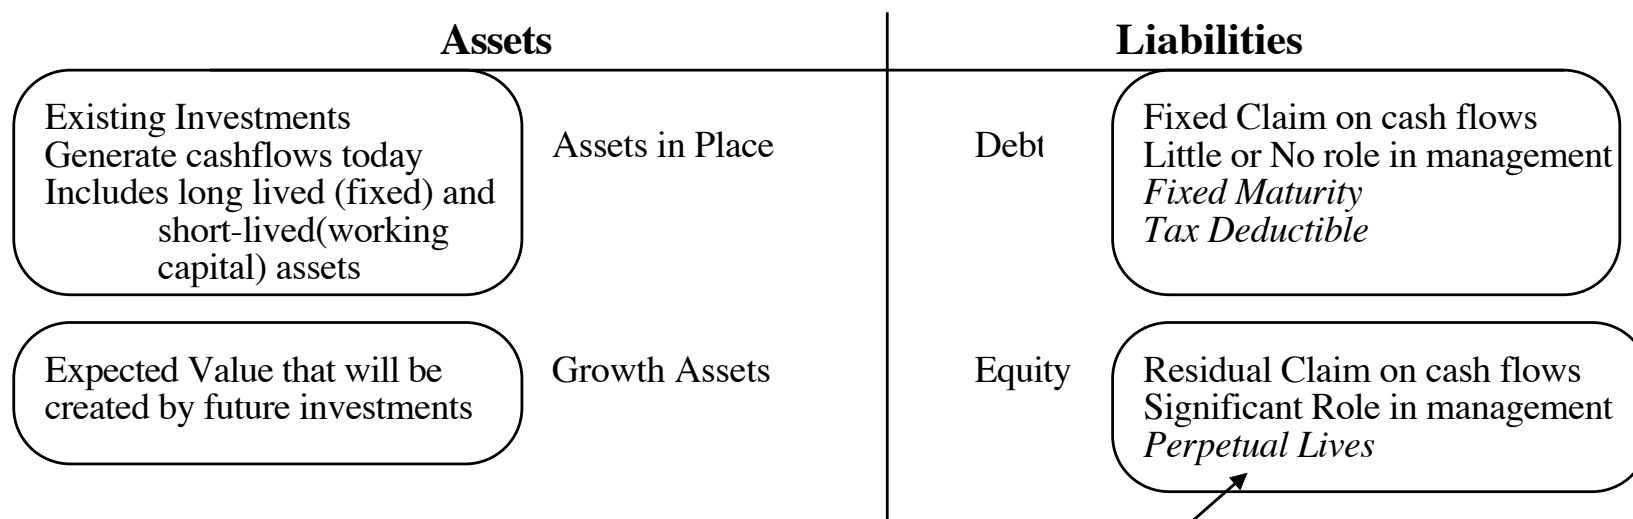 Assets
Liabilities
Existing Investments
Generate cashflows today
Includes long lived (fixed) and
short-lived(working
capital) assets
Assets in Place
Debt
Fixed Claim on cash flows
Little or No role in management
Fixed Maturity
Tax Deductible
Expected Value that will be
created by future investments
Growth Assets
Equity
Residual Claim on cash flows
Significant Role in management
Perpetual Lives